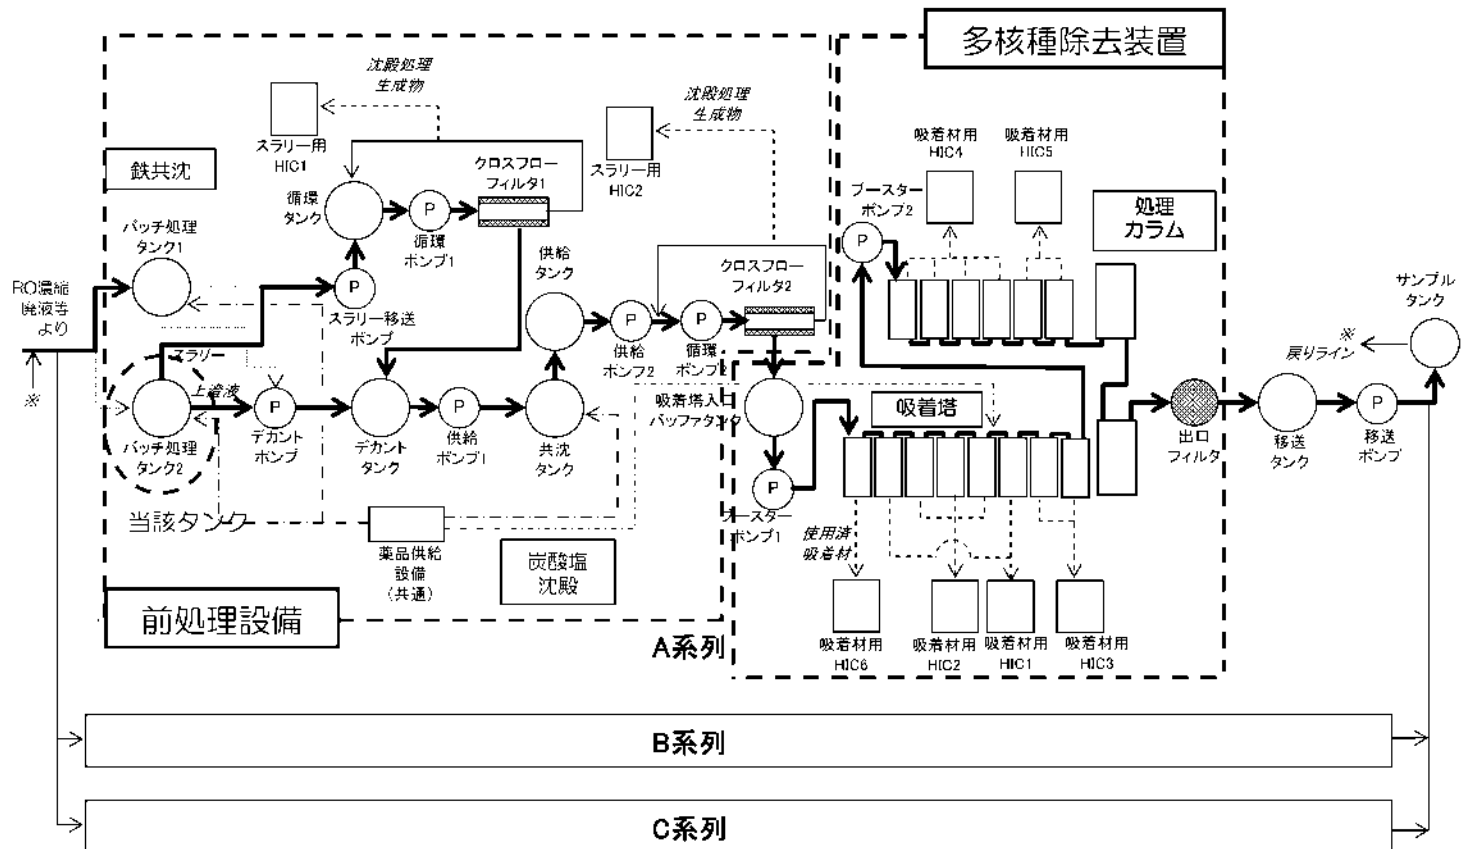 多核種除去装置
沈殿処理
生成物
沈殿処理
生成物
スラリー用
HIC1
スラリー用
HIC2
吸着材用
HIC4
吸着材用
HIC5
鉄共沈
クロスフロー
フィルタ1
循環
タンク
P
循環
ポンプ1
ブースター
ポンプ2
P
処理
カラム
バッチ処理
タンク1
供給
タンク
クロスフロー
フィルタ2
サンプル
タンク
RO濃縮
廃液等
より
P
スラリー移送
ポンプ
P
供給
ポンプ2
P
循環
ポンプ2
※
戻りライン
スラリー
上澄液
※
バッチ処理
タンク2
P
デカント
ポンプ
デカント
タンク
P
供給
ポンプ1
共沈
タンク
吸着塔入口
バッファタンク
吸着塔
出口
フィルタ
移送
タンク
P
移送
ポンプ
P
ブースター
ポンプ1
当該タンク
薬品供給
設備
(共通)
炭酸塩
沈殿
使用済
吸着材
前処理設備
A系列
吸着材用
HIC6
吸着材用
HIC2
吸着材用
HIC1
吸着材用
HIC3
B系列
C系列